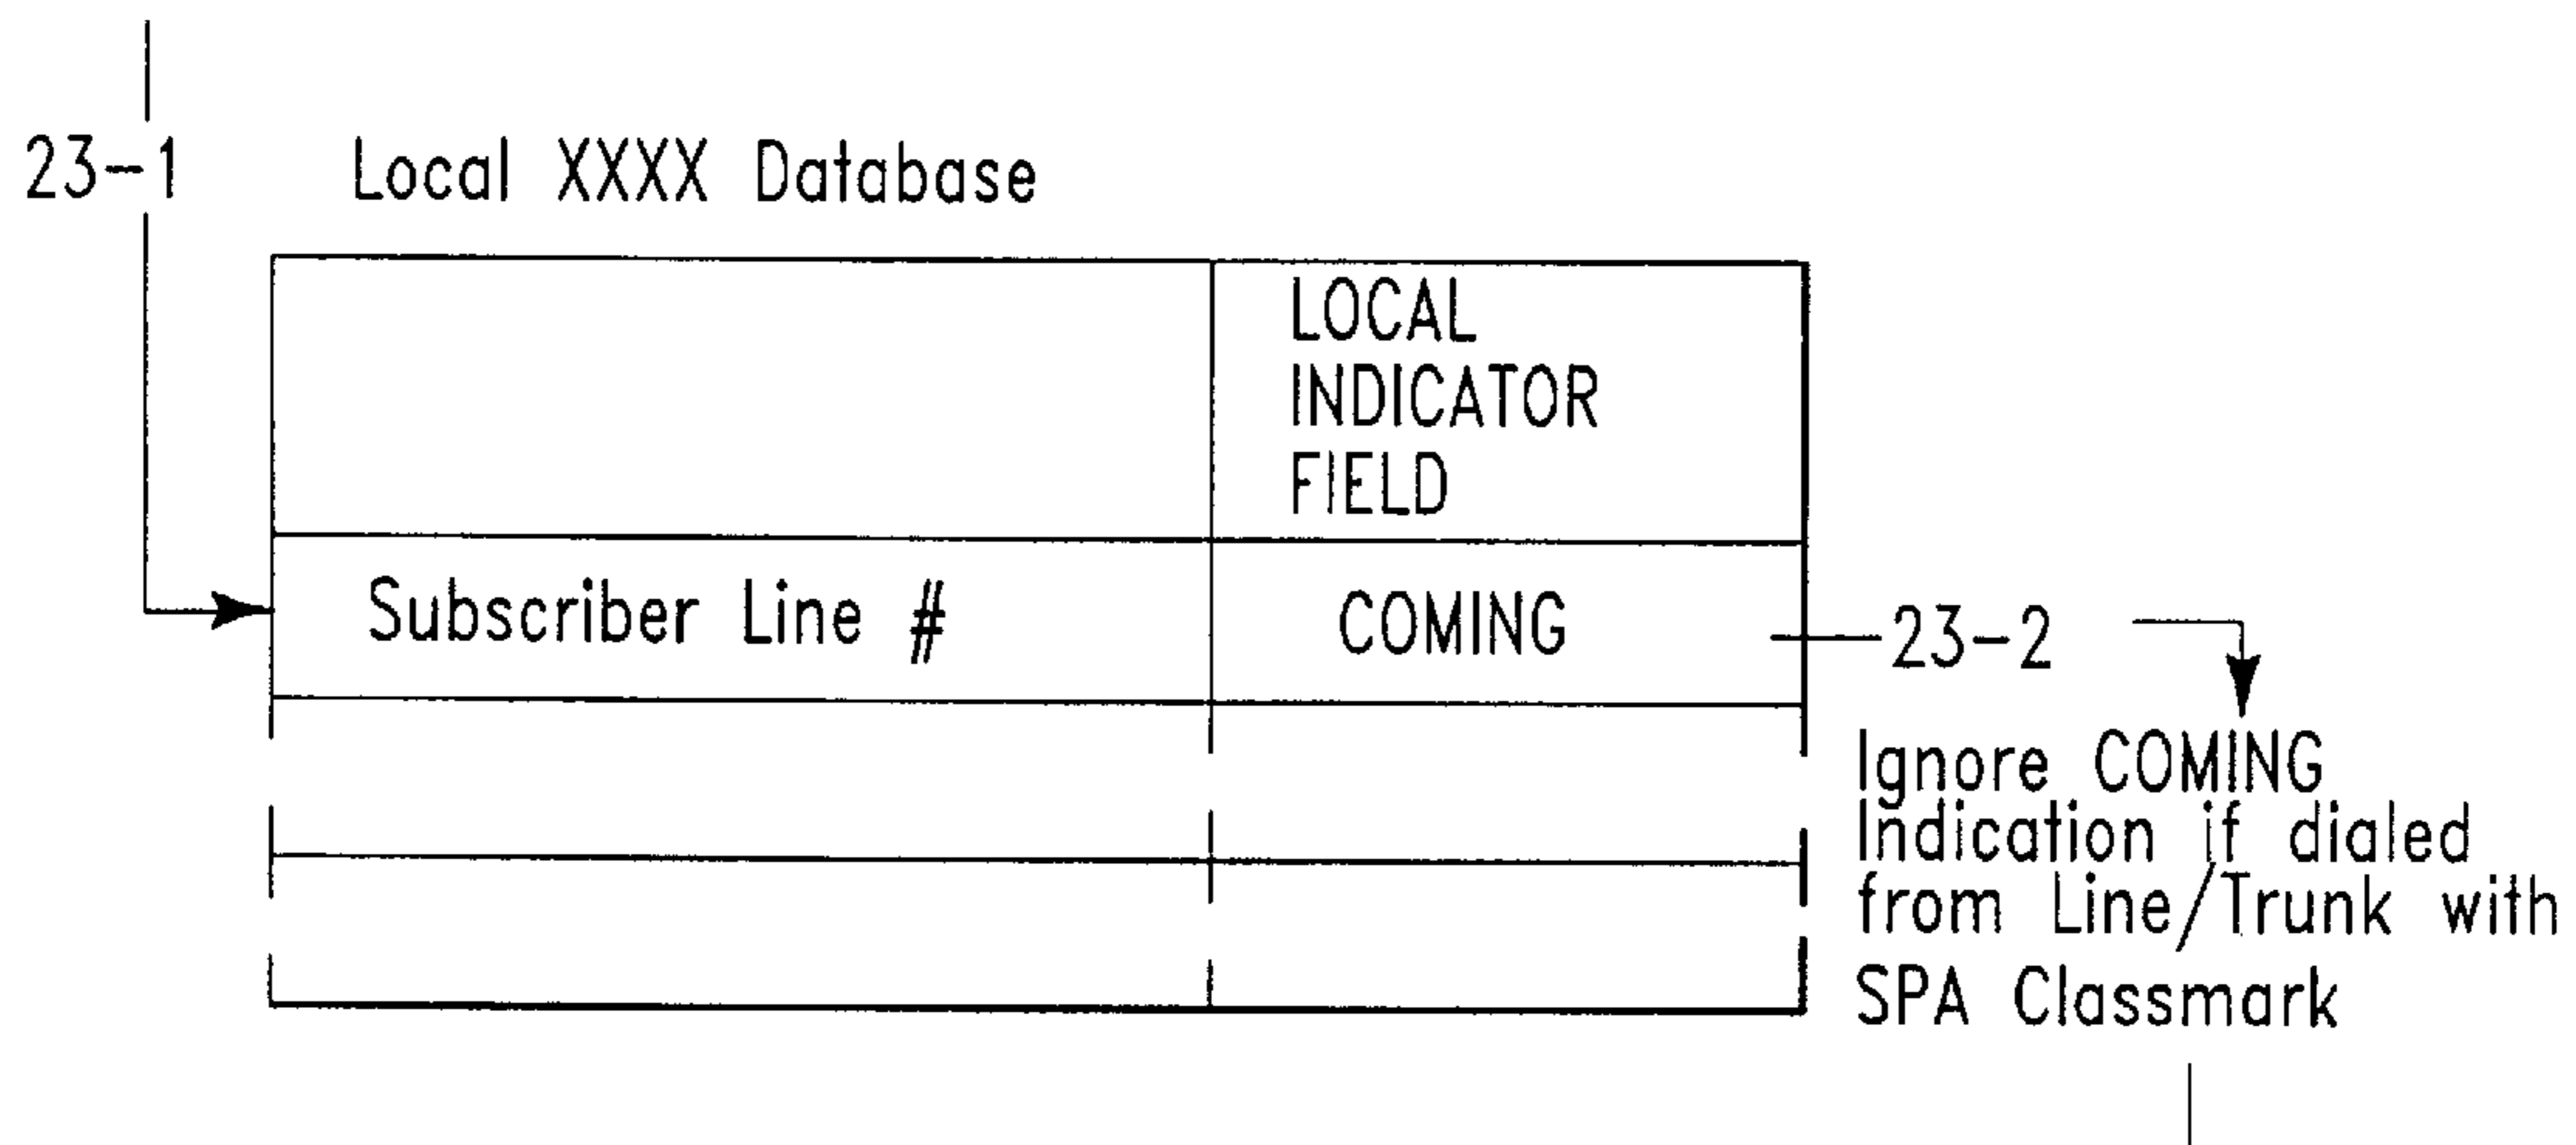 23-1 Local XXXX Database
LOCAL
INDICATOR
FIELD
Subscriber Line # COMING 23-2
Ignore COMING
Indication if dialed
from Line/Trunk with
SPA Classmark